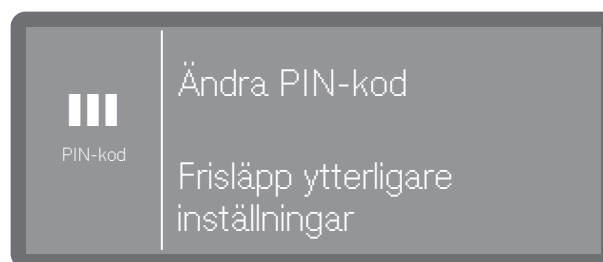 PIN-kod
Ändra PIN-kod
Frisläpp ytterligare
inställningar